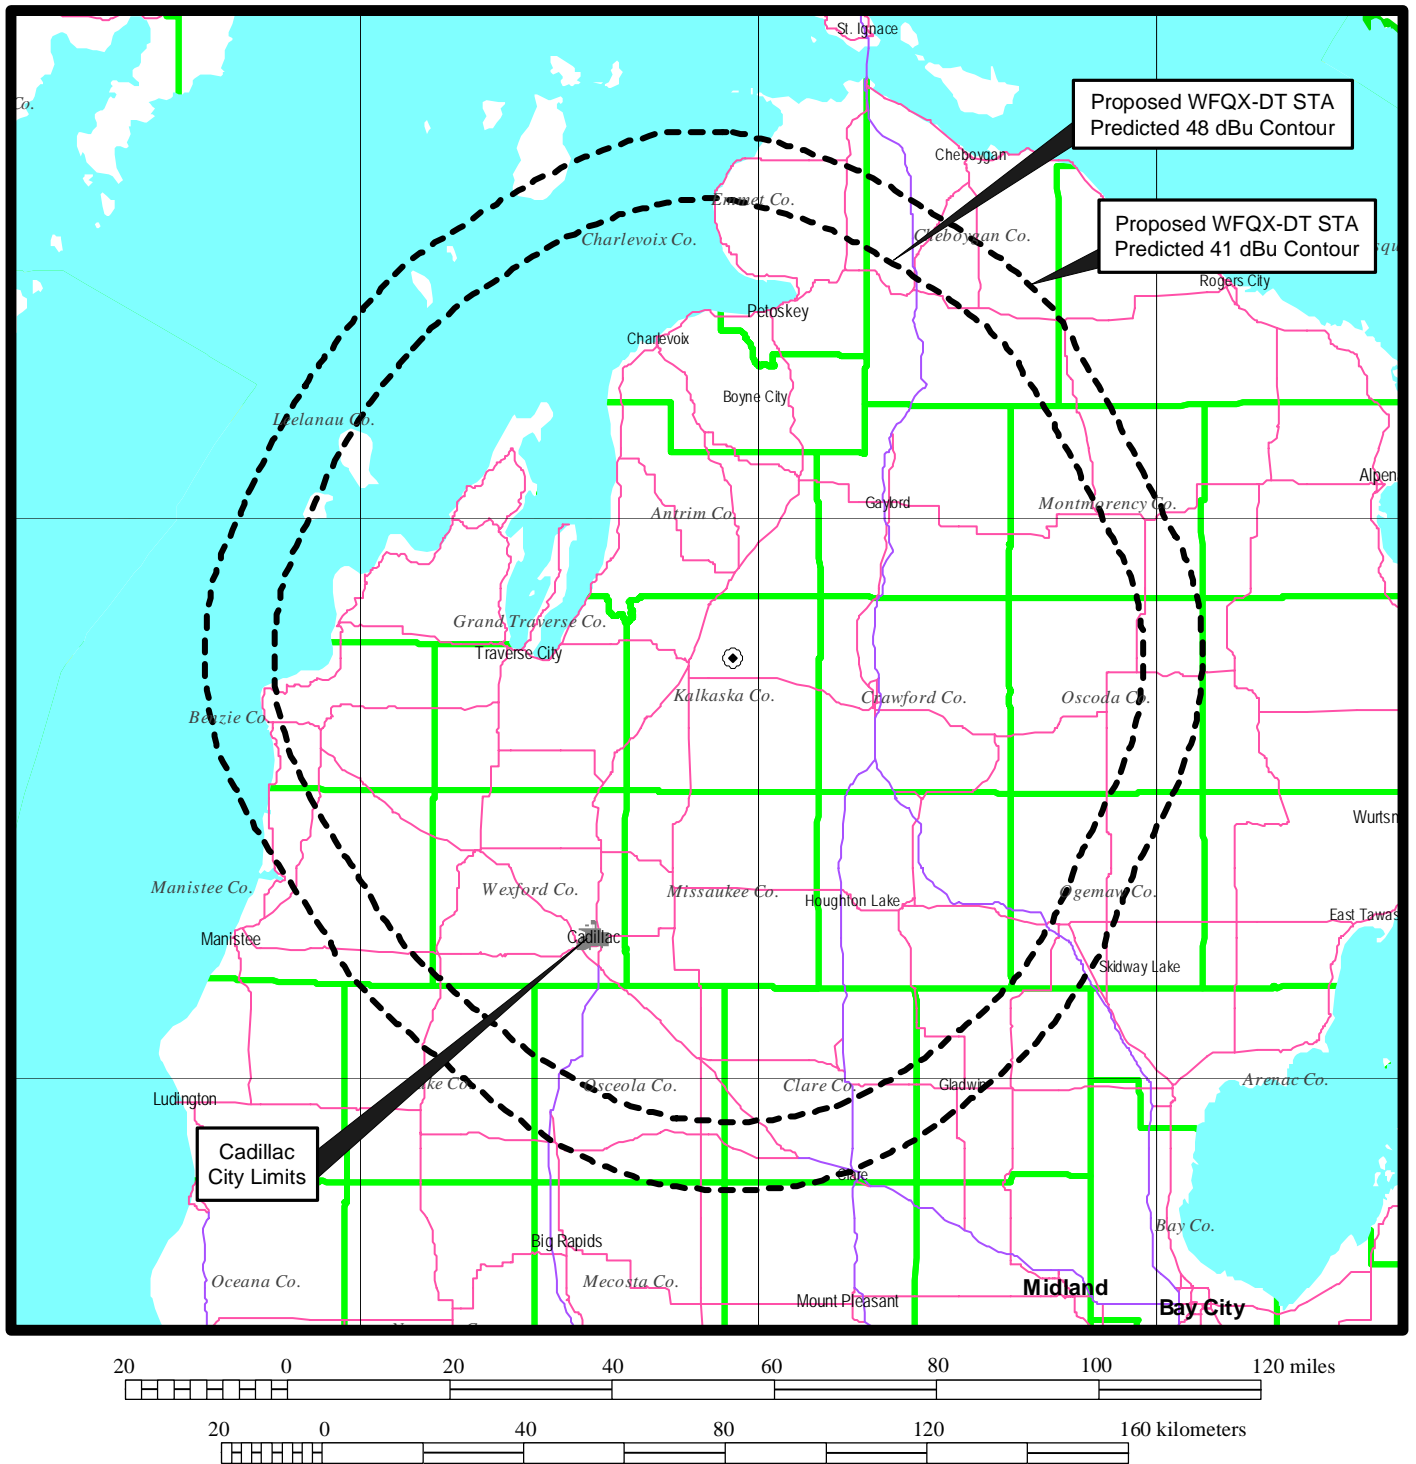 St. Ignace
Co.
Proposed WFQX-DT STA
Predicted 48 dBu Contour
Cheboygan
Emmet Co.
Proposed WFQX-DT STA
Predicted 41 dBu Contour
Charlevoix Co.
Cheboygan Co.
Rogers City
Petoskey
Charlevoix
Boyne City
Leelanau Co.
Alpen
Gaylord
Montmorency Co.
Antrim Co.
Grand Traverse Co.
Traverse City
Kalkaska Co.
Crawford Co.
Oscoda Co.
Benzie Co.
Wurtsm
Manistee Co.
Wexford Co.
Missaukee Co.
Houghton Lake
Ogemaw Co.
East Tawas
Manistee
Cadillac
Skidway Lake
ke Co.
Osceola Co.
Clare Co.
Gladwin
Arenac Co.
Ludington
Cadillac
City Limits
Clare
Bay Co.
Big Rapids
Oceana Co.
Mecosta Co.
Mount Pleasant
Midland
Bay City
20 0 20 40 60 80 100 120 miles
20 0 40 80 120 160 kilometers